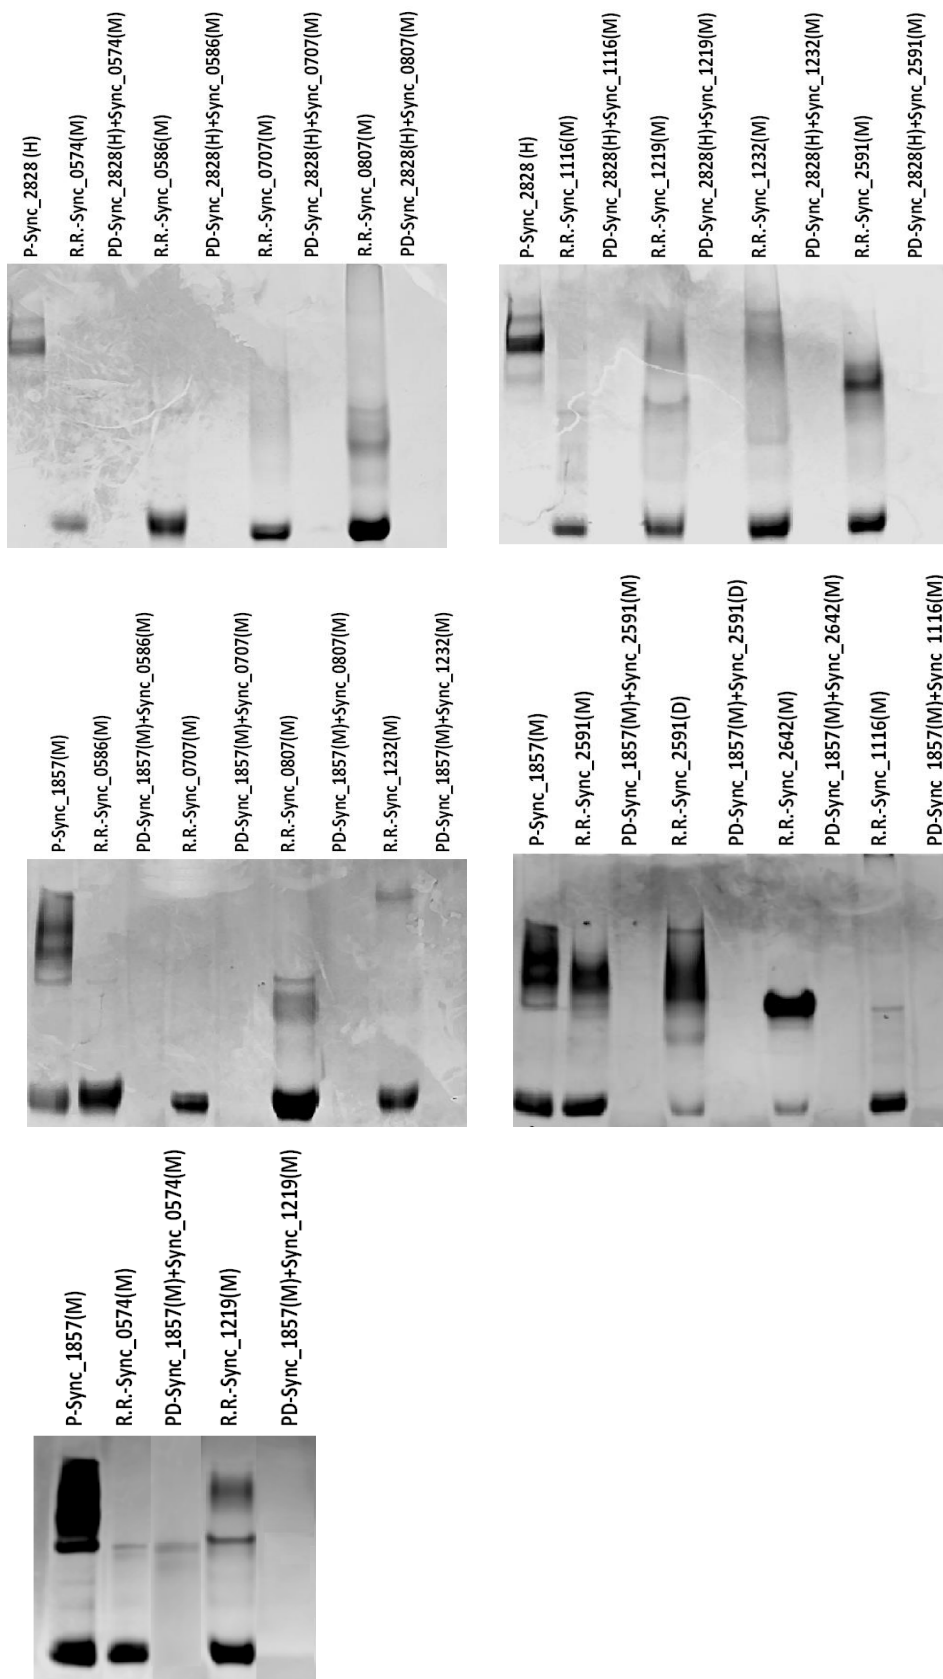 P-Sync_2828 (H)
R.R.-Sync_0574(M)
PD-Sync_2828(H)+Sync_0574(M)
R.R.-Sync_0586(M)
PD-Sync_2828(H)+Sync_0586(M)
R.R.-Sync_0707(M)
PD-Sync_2828(H)+Sync_0707(M)
R.R.-Sync_0807(M)
PD-Sync_2828(H)+Sync_0807(M)
P-Sync_2828 (H)
R.R.-Sync_1116(M)
PD-Sync_2828(H)+Sync_1116(M)
R.R.-Sync_1219(M)
PD-Sync_2828(H)+Sync_1219(M)
R.R.-Sync_1232(M)
PD-Sync_2828(H)+Sync_1232(M)
R.R.-Sync_2591(M)
PD-Sync_2828(H)+Sync_2591(M)
P-Sync_1857(M)
R.R.-Sync_0586(M)
PD-Sync_1857(M)+Sync_0586(M)
R.R.-Sync_0707(M)
PD-Sync_1857(M)+Sync_0707(M)
R.R.-Sync_0807(M)
PD-Sync_1857(M)+Sync_0807(M)
R.R.-Sync_1232(M)
PD-Sync_1857(M)+Sync_1232(M)
P-Sync_1857(M)
R.R.-Sync_2591(M)
PD-Sync_1857(M)+Sync_2591(M)
R.R.-Sync_2591(D)
PD-Sync_1857(M)+Sync_2591(D)
R.R.-Sync_2642(M)
PD-Sync_1857(M)+Sync_2642(M)
R.R.-Sync_1116(M)
PD-Sync_1857(M)+Sync_1116(M)
P-Sync_1857(M)
R.R.-Sync_0574(M)
PD-Sync_1857(M)+Sync_0574(M)
R.R.-Sync_1219(M)
PD-Sync_1857(M)+Sync_1219(M)